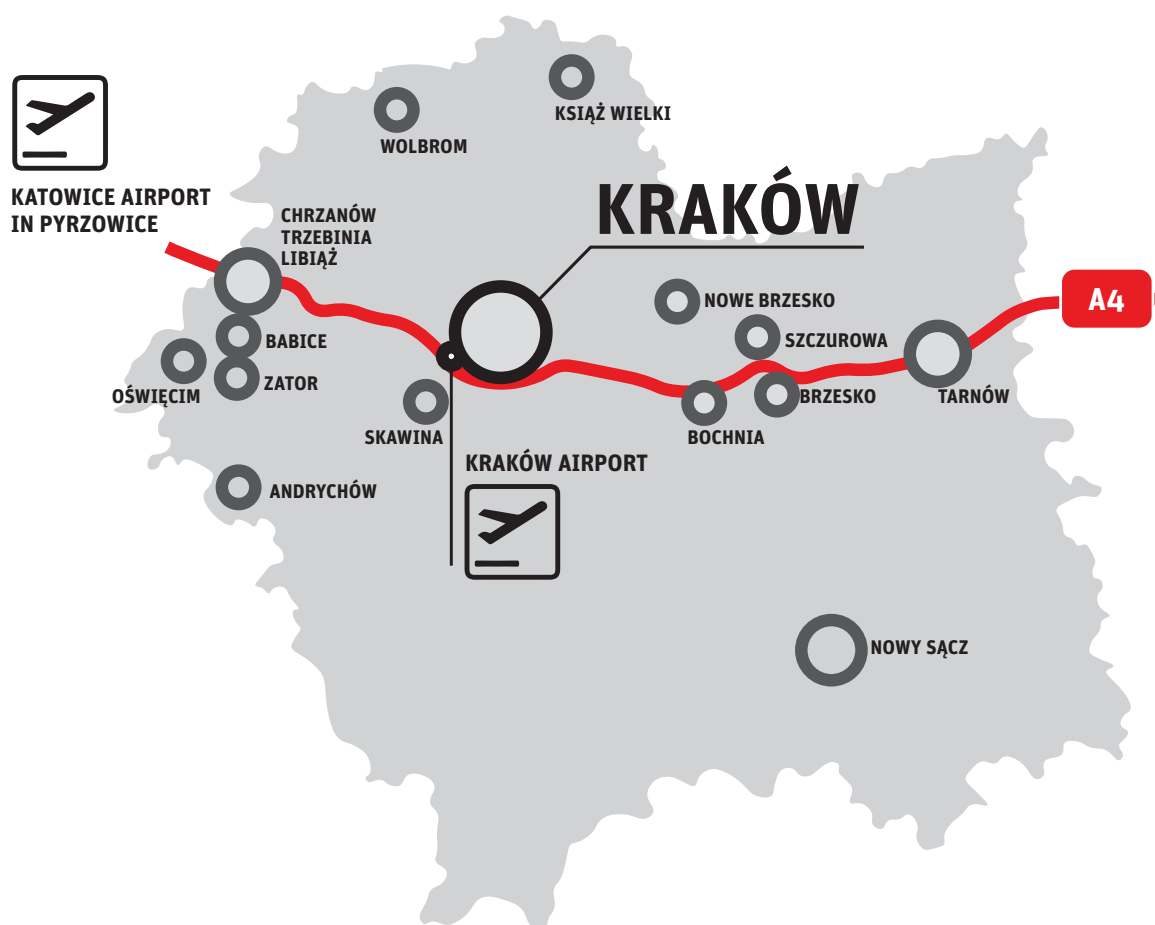 KSIĄŻ WIELKI
WOLBROM
KATOWICE AIRPORT
IN PYRZOWICE
KRAKÓW
CHRZANÓW
TRZEBINIA
LIBIĄŻ
NOWE BRZESKO
A4
SZCZUROWA
BABICE
ZATOR
OŚWIĘCIM
BRZESKO
TARNÓW
SKAWINA
BOCHNIA
KRAKÓW AIRPORT
ANDRYCHÓW
NOWY SĄCZ